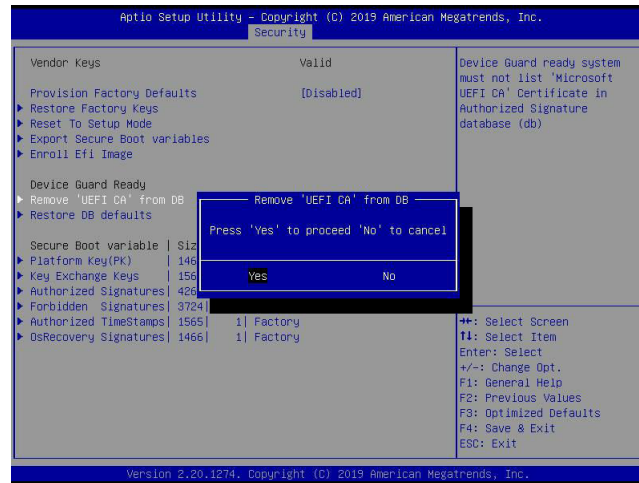 Aptio Setup Utility – Copyright (C) 2019 American Megatrends, Inc.
Security
Vendor Keys Valid
Provision Factory Defaults [Disabled]
Restore Factory Keys
Reset To Setup Mode
Export Secure Boot variables
Enroll Efi Image
Device Guard Ready
Remove 'UEFI CA' from DB
Restore DB defaults
Secure Boot variable | Siz
Platform Key(PK) | 146
Key Exchange Keys | 156
Authorized Signatures| 426
Forbidden Signatures| 3724|
Authorized TimeStamps| 1565| 1| Factory
OsRecovery Signatures| 1466| 1| Factory
Remove 'UEFI CA' from DB
Press 'Yes' to proceed 'No' to cancel
Yes No
Device Guard ready system
must not list 'Microsoft
UEFI CA' Certificate in
Authorized Signature
database (db)
→←: Select Screen
↑↓: Select Item
Enter: Select
+/-: Change Opt.
F1: General Help
F2: Previous Values
F3: Optimized Defaults
F4: Save & Exit
ESC: Exit
Version 2.20.1274. Copyright (C) 2019 American Megatrends, Inc.